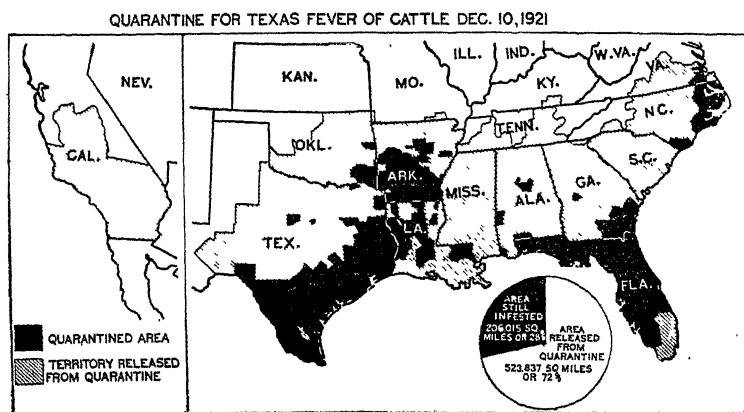 QUARANTINE FOR TEXAS FEVER OF CATTLE DEC. 10, 1921
NEV.
CAL.
KAN.
MO.
ILL.
IND.
W.VA.
KY.
VA.
OKL.
TENN.
N.C.
ARK.
S.C.
MISS.
ALA.
GA.
TEX.
LA.
FLA.
QUARANTINED AREA
TERRITORY RELEASED
FROM QUARANTINE
AREA
STILL
INFESTED
206,015 SQ.
MILES OR 28%
AREA
RELEASED
FROM
QUARANTINE
523,837 SQ MILES
OR 72%